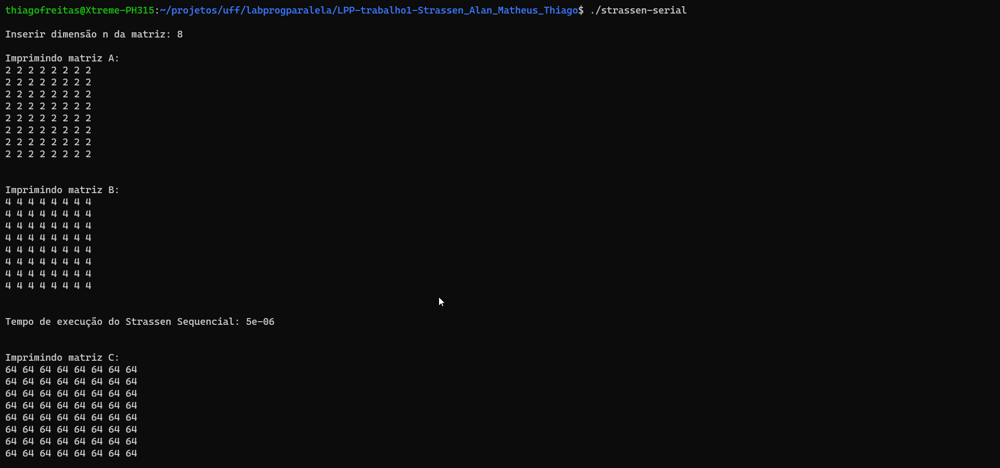 thiagofreitas@Xtreme-PH315:~/projetos/uff/labprogparalela/LPP-trabalho1-Strassen_Alan_Matheus_Thiago$ ./strassen-serial
Inserir dimensão n da matriz: 8
Imprimindo matriz A:
2 2 2 2 2 2 2 2
2 2 2 2 2 2 2 2
2 2 2 2 2 2 2 2
2 2 2 2 2 2 2 2
2 2 2 2 2 2 2 2
2 2 2 2 2 2 2 2
2 2 2 2 2 2 2 2
2 2 2 2 2 2 2 2
Imprimindo matriz B:
4 4 4 4 4 4 4 4
4 4 4 4 4 4 4 4
4 4 4 4 4 4 4 4
4 4 4 4 4 4 4 4
4 4 4 4 4 4 4 4
4 4 4 4 4 4 4 4
4 4 4 4 4 4 4 4
4 4 4 4 4 4 4 4
Tempo de execução do Strassen Sequencial: 5e-06
Imprimindo matriz C:
64 64 64 64 64 64 64 64
64 64 64 64 64 64 64 64
64 64 64 64 64 64 64 64
64 64 64 64 64 64 64 64
64 64 64 64 64 64 64 64
64 64 64 64 64 64 64 64
64 64 64 64 64 64 64 64
64 64 64 64 64 64 64 64